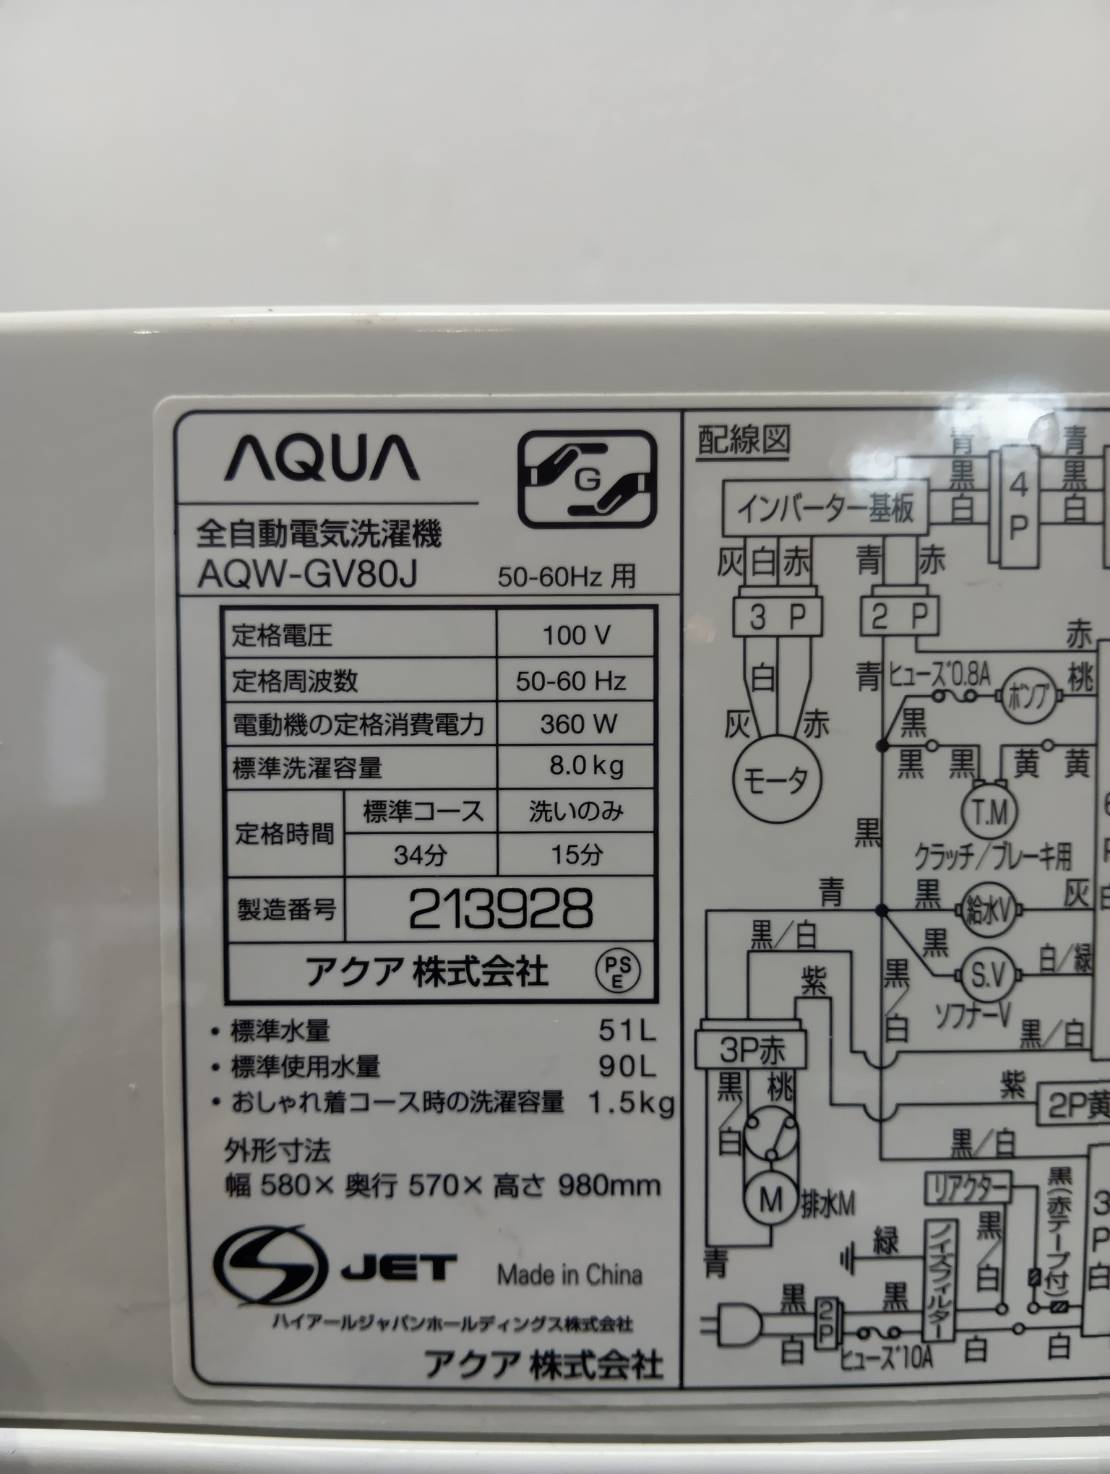 AQUA
G
全自動電気洗濯機
AQW-GV80J 50-60Hz 用
定格電圧 100 V
定格周波数 50-60 Hz
電動機の定格消費電力 360 W
標準洗濯容量 8.0kg
定格時間 標準コース 洗いのみ
34分 15分
製造番号 213928
アクア 株式会社 PSE
・標準水量 51L
・標準使用水量 90L
・おしゃれ着コース時の洗濯容量 1.5kg
外形寸法
幅 580× 奥行 570× 高さ 980mm
JET Made in China
ハイアールジャパンホールディングス株式会社
アクア 株式会社
配線図
青 青
黒 4P 黒
インバーター基板 白 白
灰 白 赤 青 赤
3 P 2 P
赤
白 青 ヒューズ0.8A ポンプ 桃
灰 赤 黒
モータ 黒 黒 黄 黄
T.M
黒 クラッチ/ブレーキ用
青 黒 給水V 灰
黒/白 黒 S.V 白/緑
紫 黒/白 ソフナーV
3P赤 黒/白
黒/白 桃 紫 2P黄
黒/白
M 排水M リアクター 黒(赤テープ付)
青 緑 ノイズフィルター 黒/白
黒 2P 黒
白 ヒューズ10A 白 白